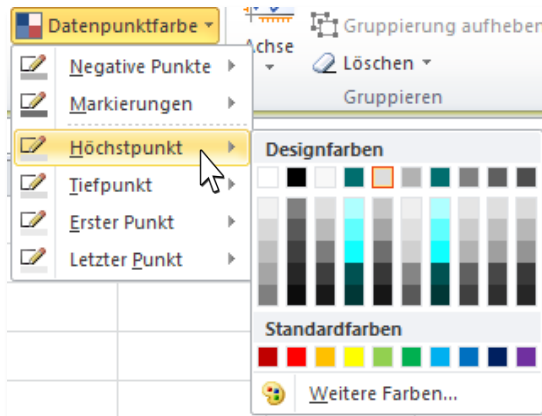 Datenpunktfarbe
Achse
Gruppierung aufheben
Löschen
Gruppieren
Negative Punkte
Markierungen
Höchstpunkt
Tiefpunkt
Erster Punkt
Letzter Punkt
Designfarben
Standardfarben
Weitere Farben...